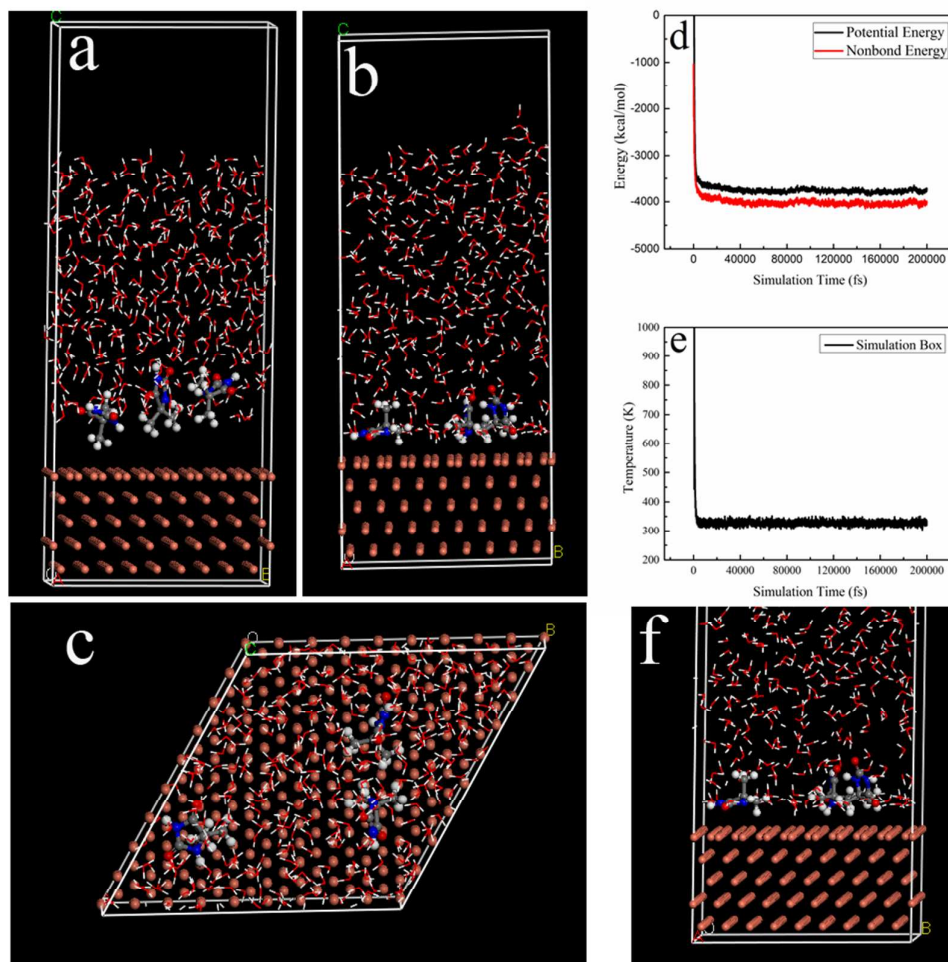 a
C
O
A
B
b
C
O
A
B
d
Potential Energy
Nonbond Energy
Energy (kcal/mol)
0
-1000
-2000
-3000
-4000
-5000
0 40000 80000 120000 160000 200000
Simulation Time (fs)
e
Simulation Box
Temperature (K)
1000
900
800
700
600
500
400
300
200
0 40000 80000 120000 160000 200000
Simulation Time (fs)
c
O
B
f
O
A
B